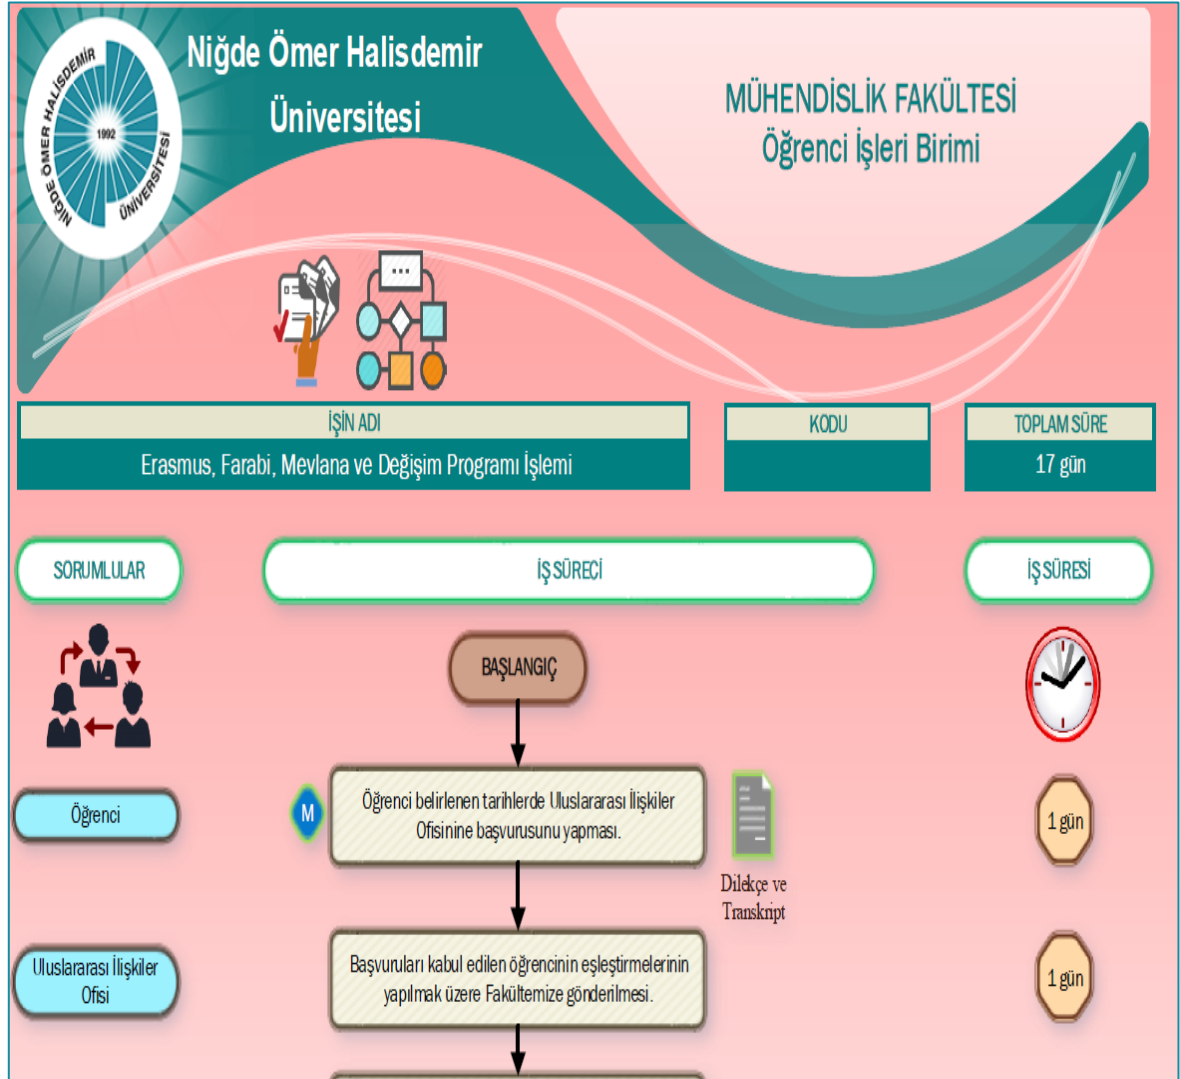 NİĞDE ÖMER HALİSDEMİR
ÜNİVERSİTESİ
1992
Niğde Ömer Halisdemir
Üniversitesi
MÜHENDİSLİK FAKÜLTESİ
Öğrenci İşleri Birimi
İŞİN ADI
Erasmus, Farabi, Mevlana ve Değişim Programı İşlemi
KODU
TOPLAM SÜRE
17 gün
SORUMLULAR
İŞ SÜRECİ
İŞ SÜRESİ
BAŞLANGIÇ
Öğrenci
M
Öğrenci belirlenen tarihlerde Uluslararası İlişkiler
Ofisinine başvurusunu yapması.
Dilekçe ve
Transkript
1 gün
Uluslararası İlişkiler
Ofisi
Başvuruları kabul edilen öğrencinin eşleştirmelerinin
yapılmak üzere Fakültemize gönderilmesi.
1 gün